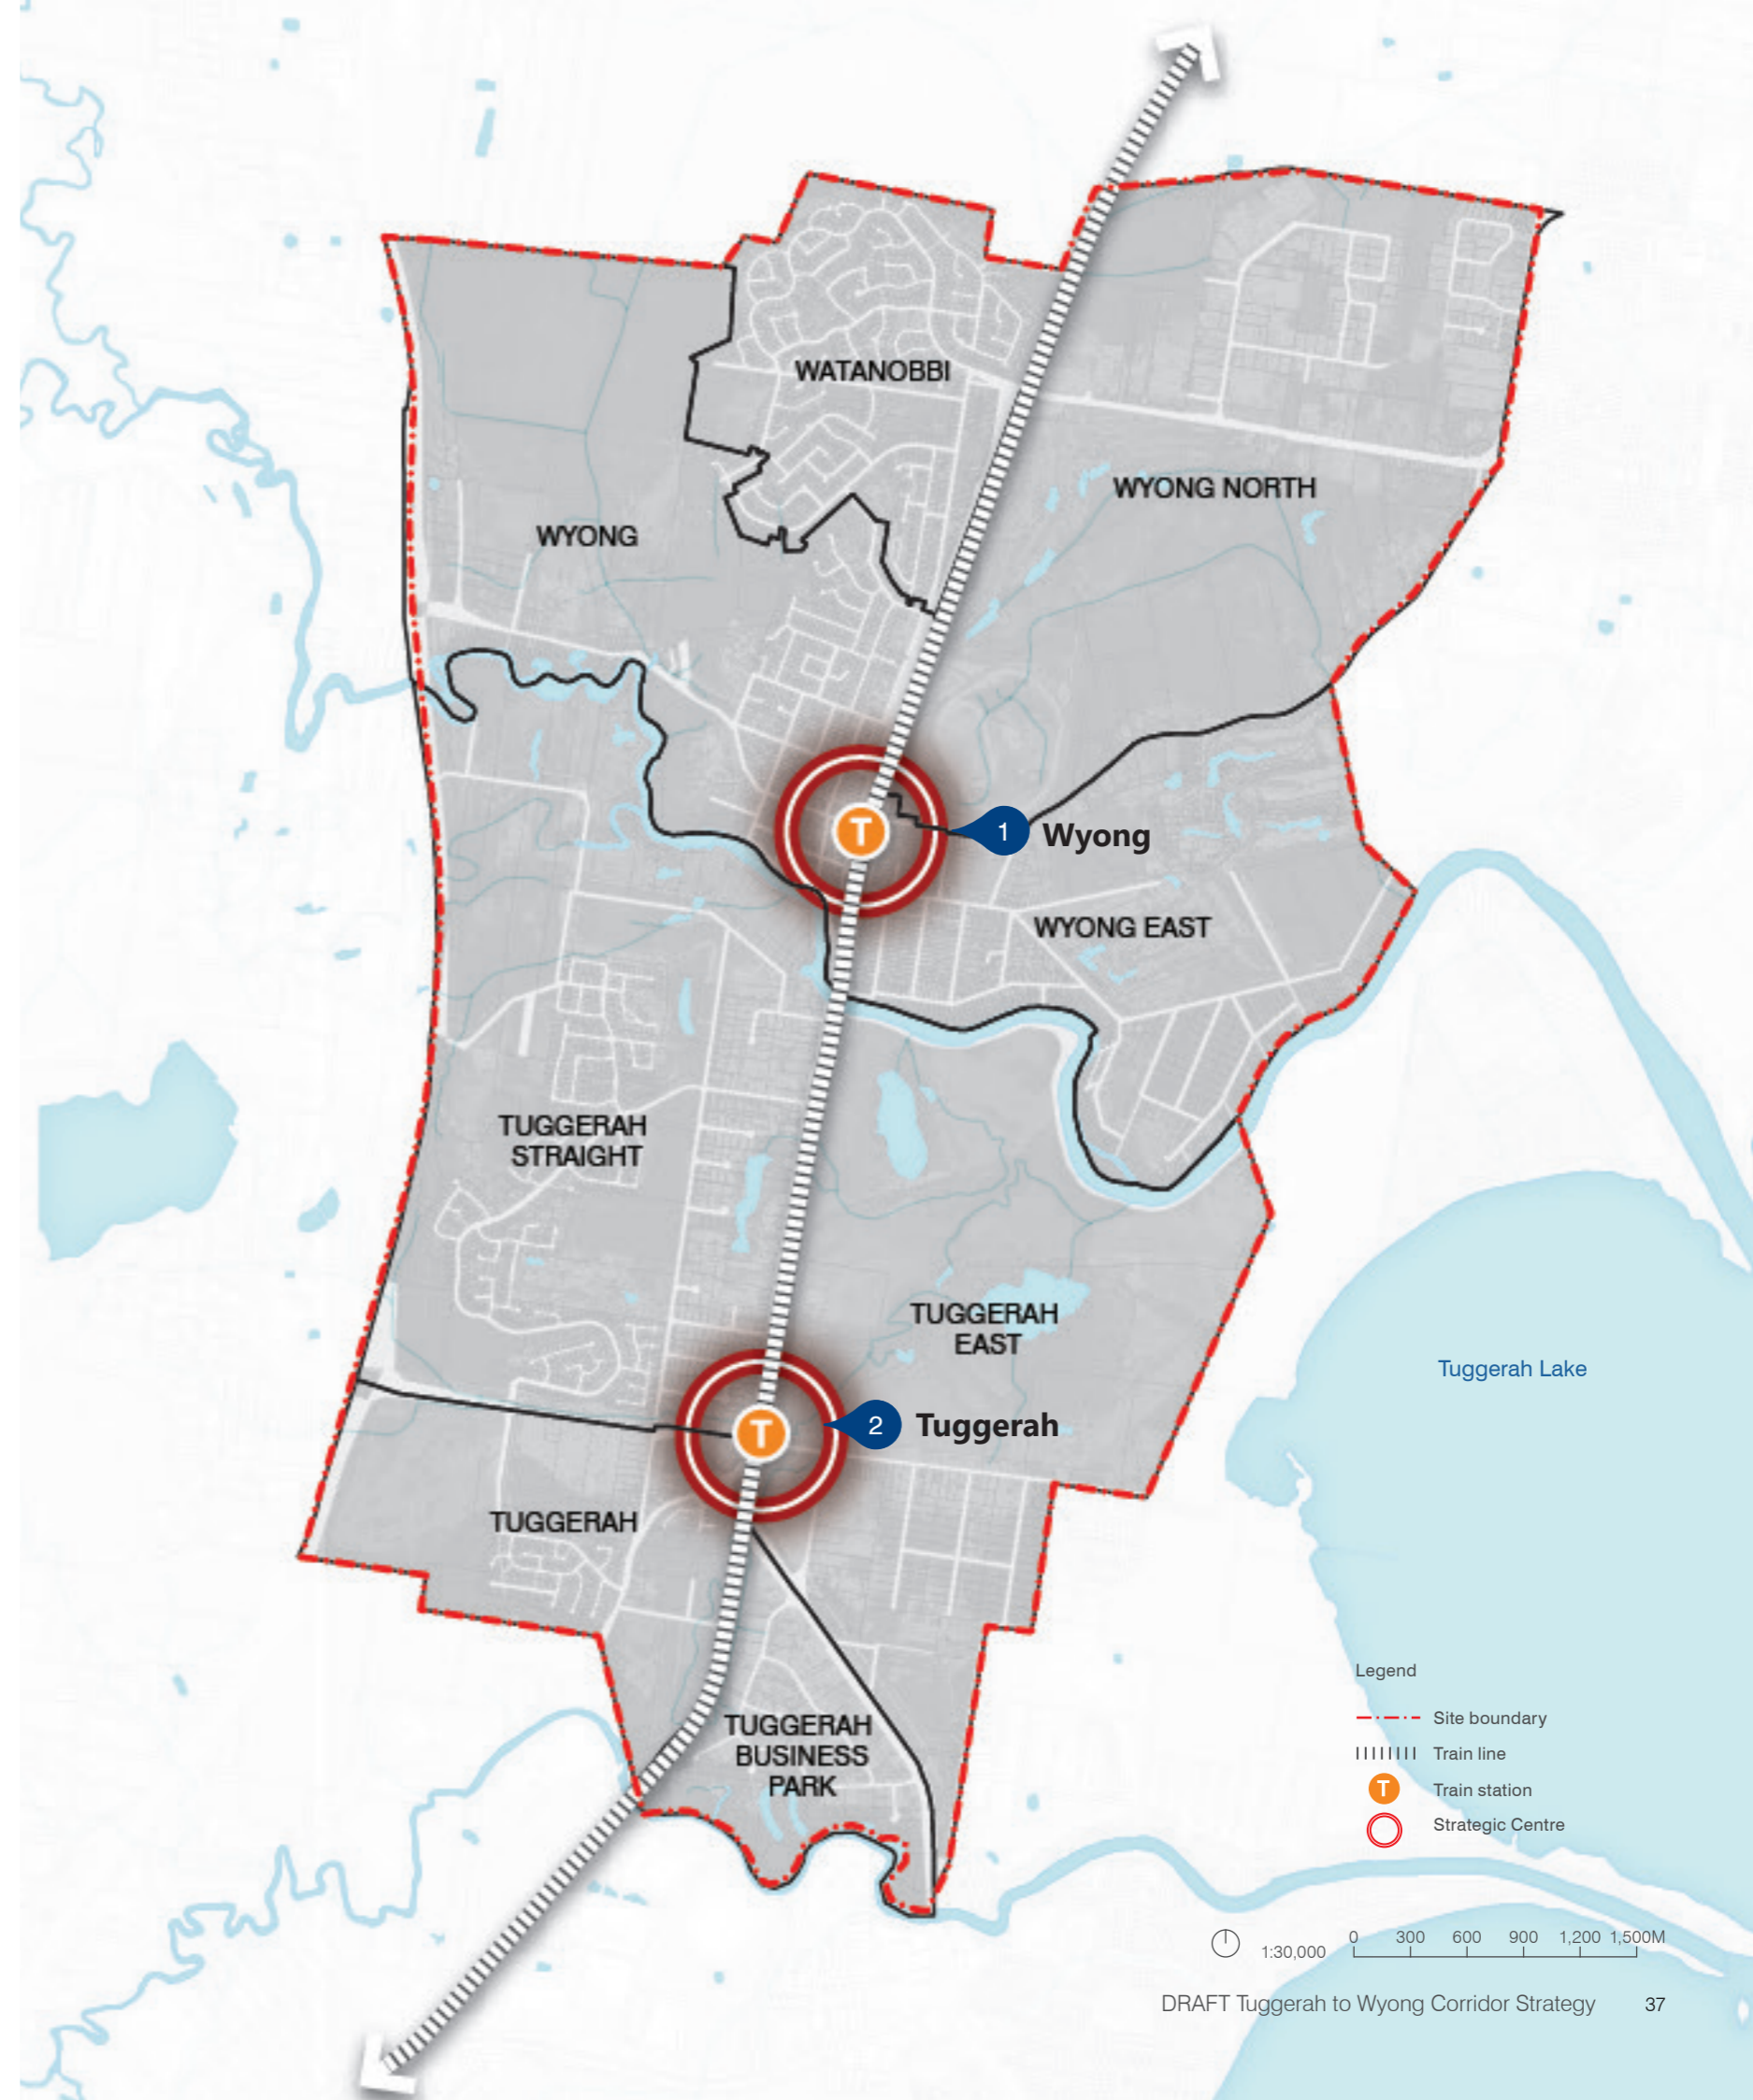 WATANOBBI
WYONG NORTH
WYONG
T
1
Wyong
WYONG EAST
TUGGERAH
STRAIGHT
TUGGERAH
EAST
Tuggerah Lake
T
2
Tuggerah
TUGGERAH
TUGGERAH
BUSINESS
PARK
Legend
Site boundary
Train line
T Train station
Strategic Centre
1:30,000 0 300 600 900 1,200 1,500M
DRAFT Tuggerah to Wyong Corridor Strategy 37